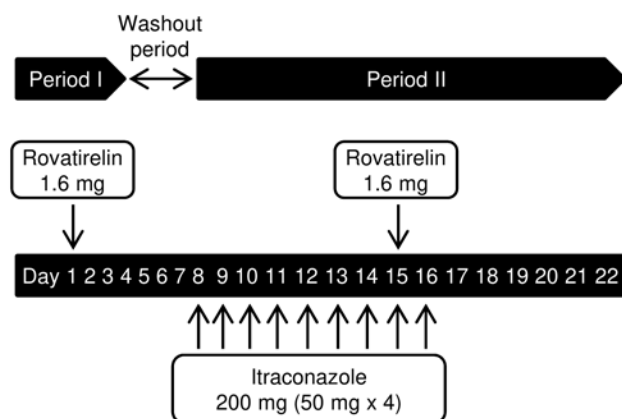 Washout
period
Period I
Period II
Rovatirelin
1.6 mg
Rovatirelin
1.6 mg
Day 1 2 3 4 5 6 7 8 9 10 11 12 13 14 15 16 17 18 19 20 21 22
Itraconazole
200 mg (50 mg x 4)